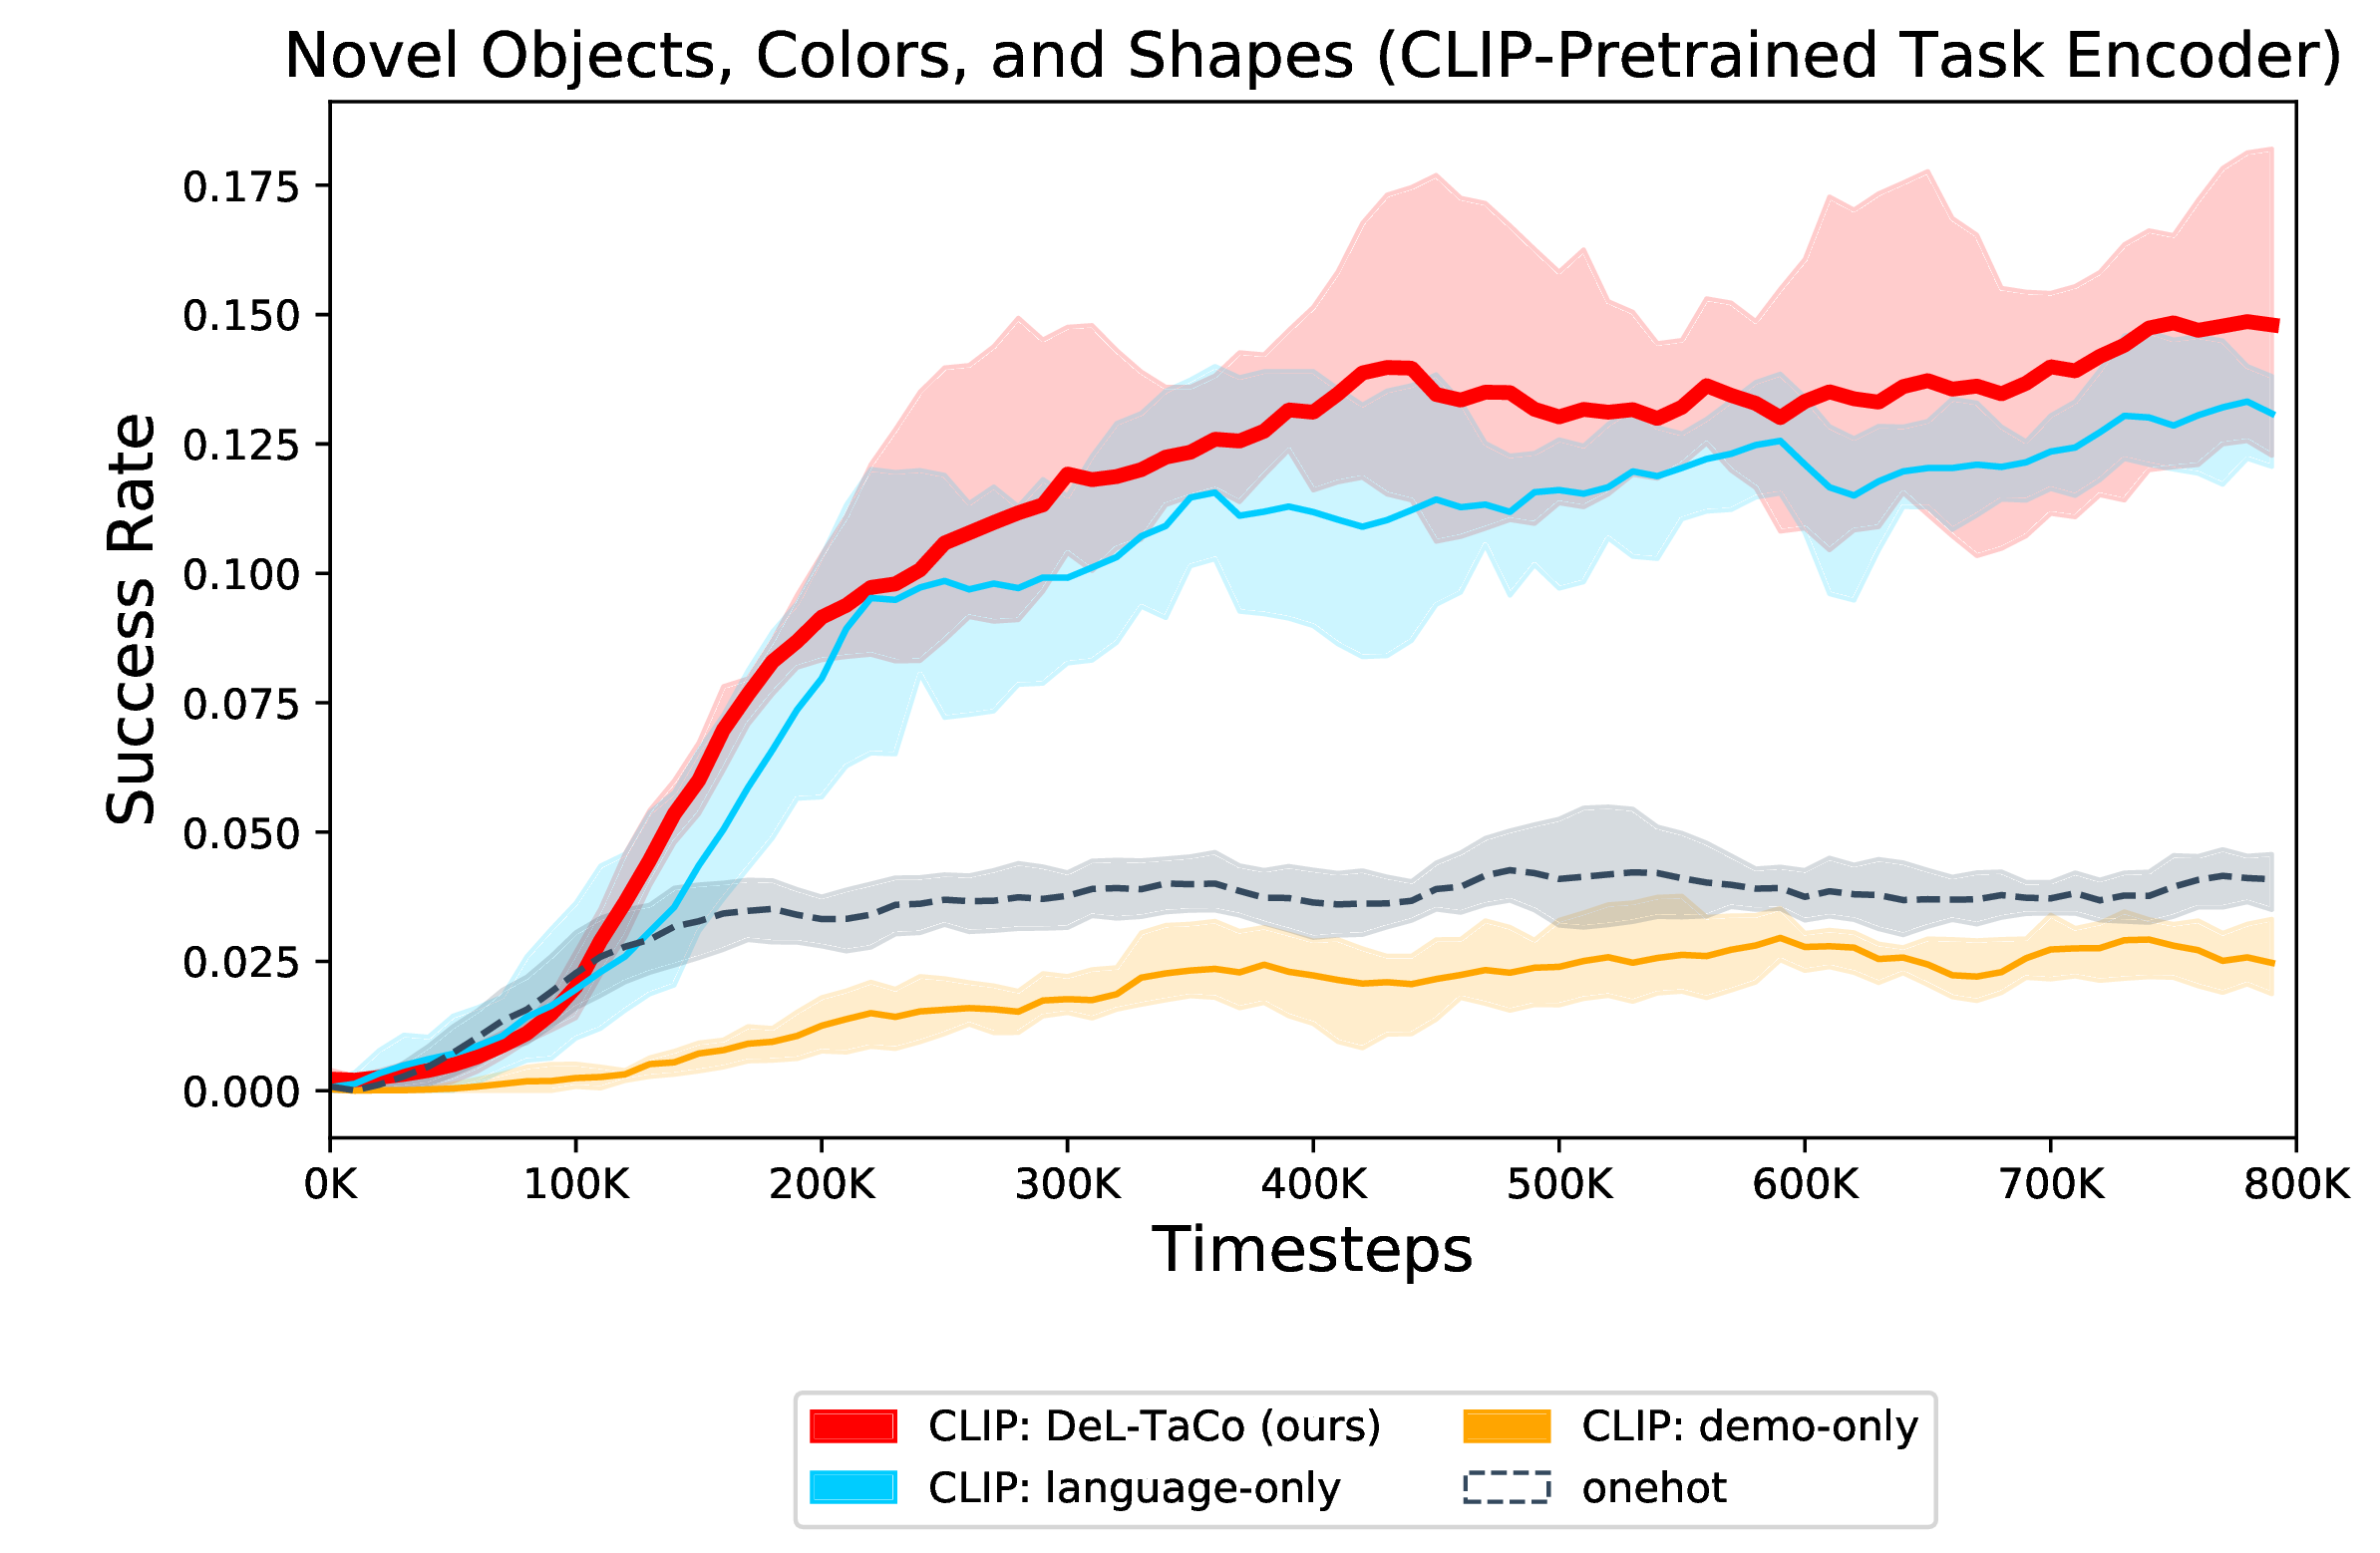 Novel Objects, Colors, and Shapes (CLIP-Pretrained Task Encoder)
Success Rate
0.175
0.150
0.125
0.100
0.075
0.050
0.025
0.000
0K 100K 200K 300K 400K 500K 600K 700K 800K
Timesteps
CLIP: DeL-TaCo (ours) CLIP: demo-only
CLIP: language-only onehot